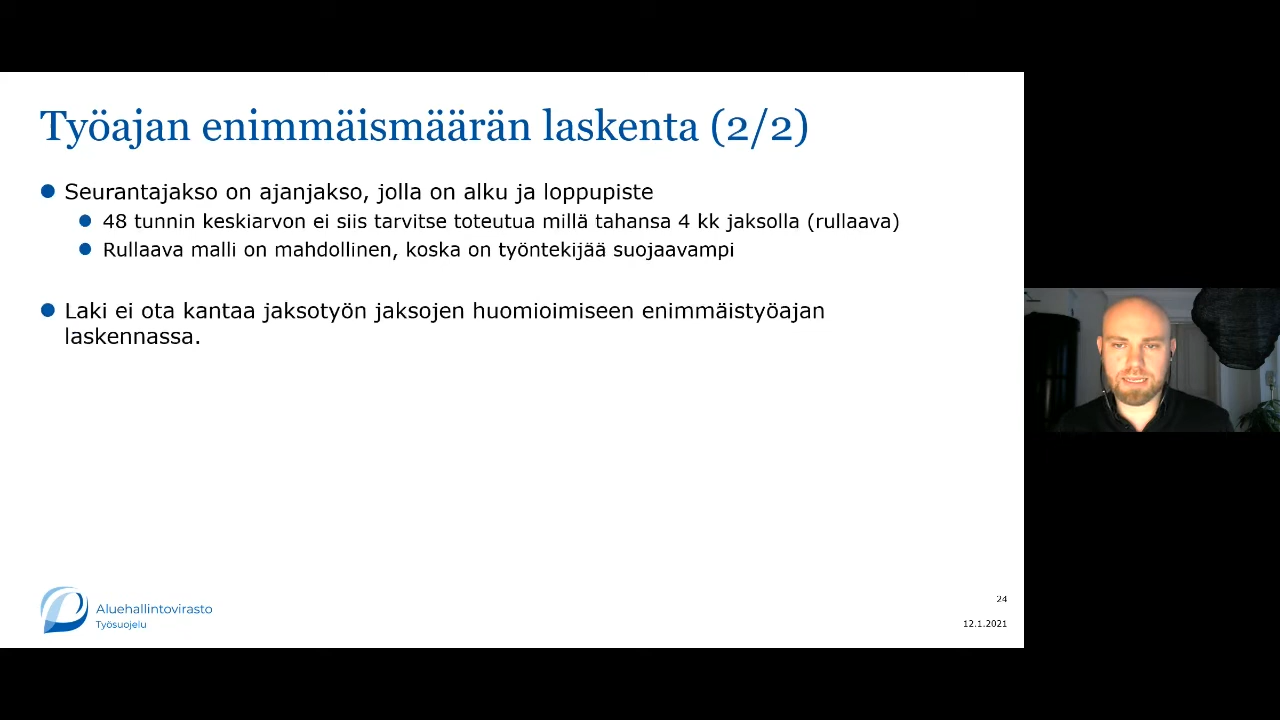 Työajan enimmäismäärän laskenta (2/2)
Seurantajakso on ajanjakso, jolla on alku ja loppupiste
48 tunnin keskiarvon ei siis tarvitse toteutua millä tahansa 4 kk jaksolla (rullaava)
Rullaava malli on mahdollinen, koska on työntekijää suojaavampi
Laki ei ota kantaa jaksotyön jaksojen huomioimiseen enimmäistyöajan
laskennassa.
Aluehallintovirasto
Työsuojelu
24
12.1.2021